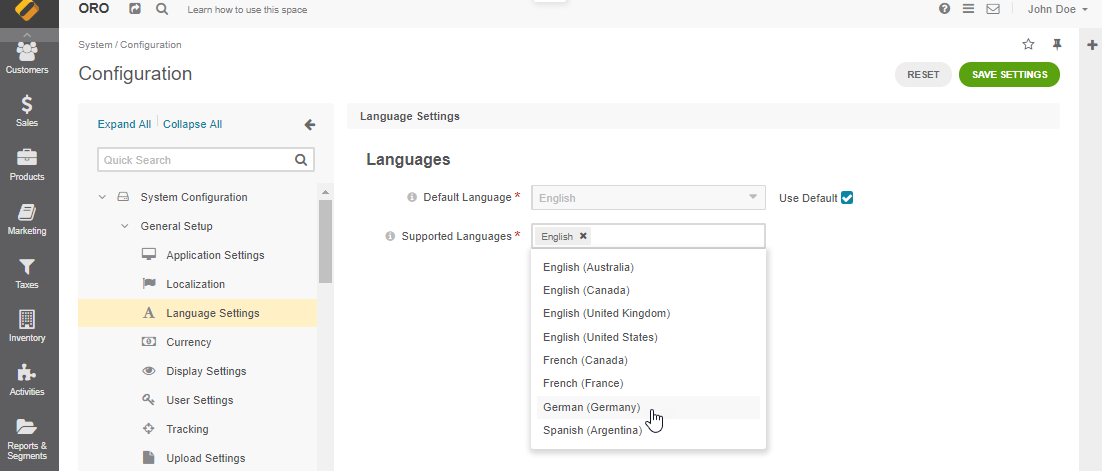 ORO
Learn how to use this space
John Doe
System / Configuration
Configuration
RESET
SAVE SETTINGS
Customers
Sales
Products
Marketing
Taxes
Inventory
Activities
Reports &
Segments
Expand All
Collapse All
Quick Search
System Configuration
General Setup
Application Settings
Localization
Language Settings
Currency
Display Settings
User Settings
Tracking
Upload Settings
Language Settings
Languages
Default Language *
English
Use Default
Supported Languages *
English
English (Australia)
English (Canada)
English (United Kingdom)
English (United States)
French (Canada)
French (France)
German (Germany)
Spanish (Argentina)